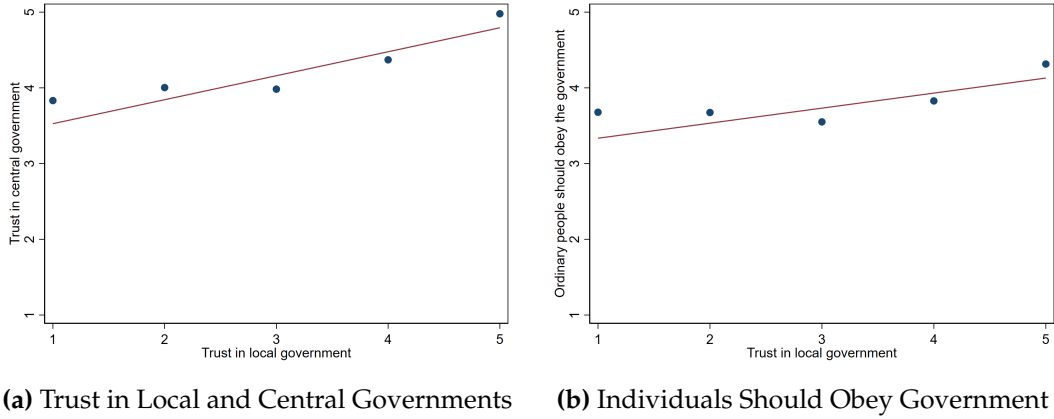 Trust in central government
1 2 3 4 5
1 2 3 4 5
Trust in local government
(a) Trust in Local and Central Governments
Ordinary people should obey the government
1 2 3 4 5
1 2 3 4 5
Trust in local government
(b) Individuals Should Obey Government